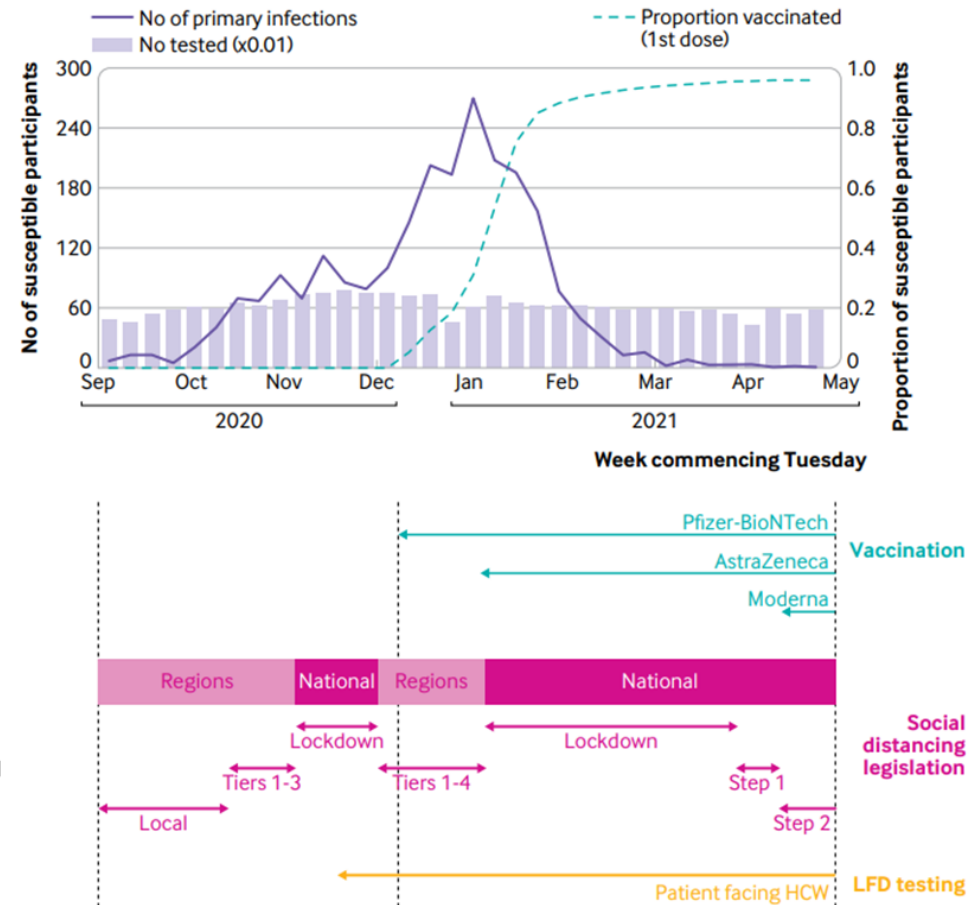 No of primary infections
No tested (x0.01)
Proportion vaccinated
(1st dose)
No of susceptible participants
300
240
180
120
60
0
1.0
0.8
0.6
0.4
0.2
0
Proportion of susceptible participants
Sep Oct Nov Dec Jan Feb Mar Apr May
2020 2021
Week commencing Tuesday
Pfizer-BioNTech
AstraZeneca
Moderna
Vaccination
Regions National Regions National
Lockdown Lockdown
Tiers 1-3 Tiers 1-4 Step 1
Local Step 2
Social
distancing
legislation
Patient facing HCW
LFD testing